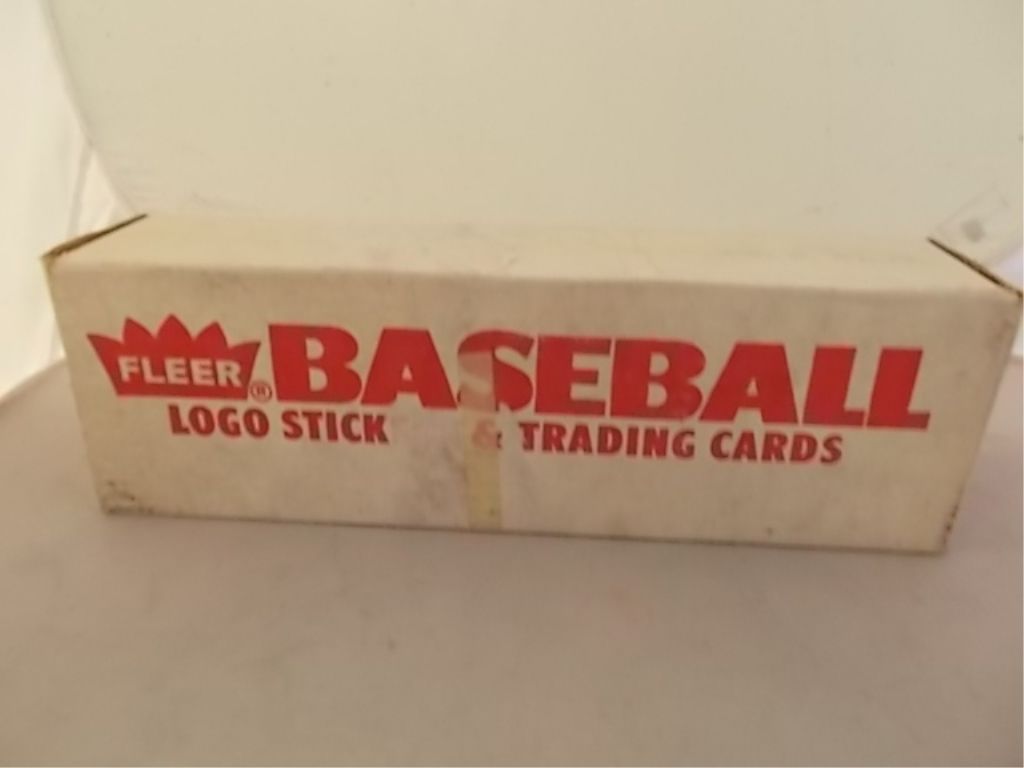 FLEER® BASEBALL
LOGO STICK & TRADING CARDS